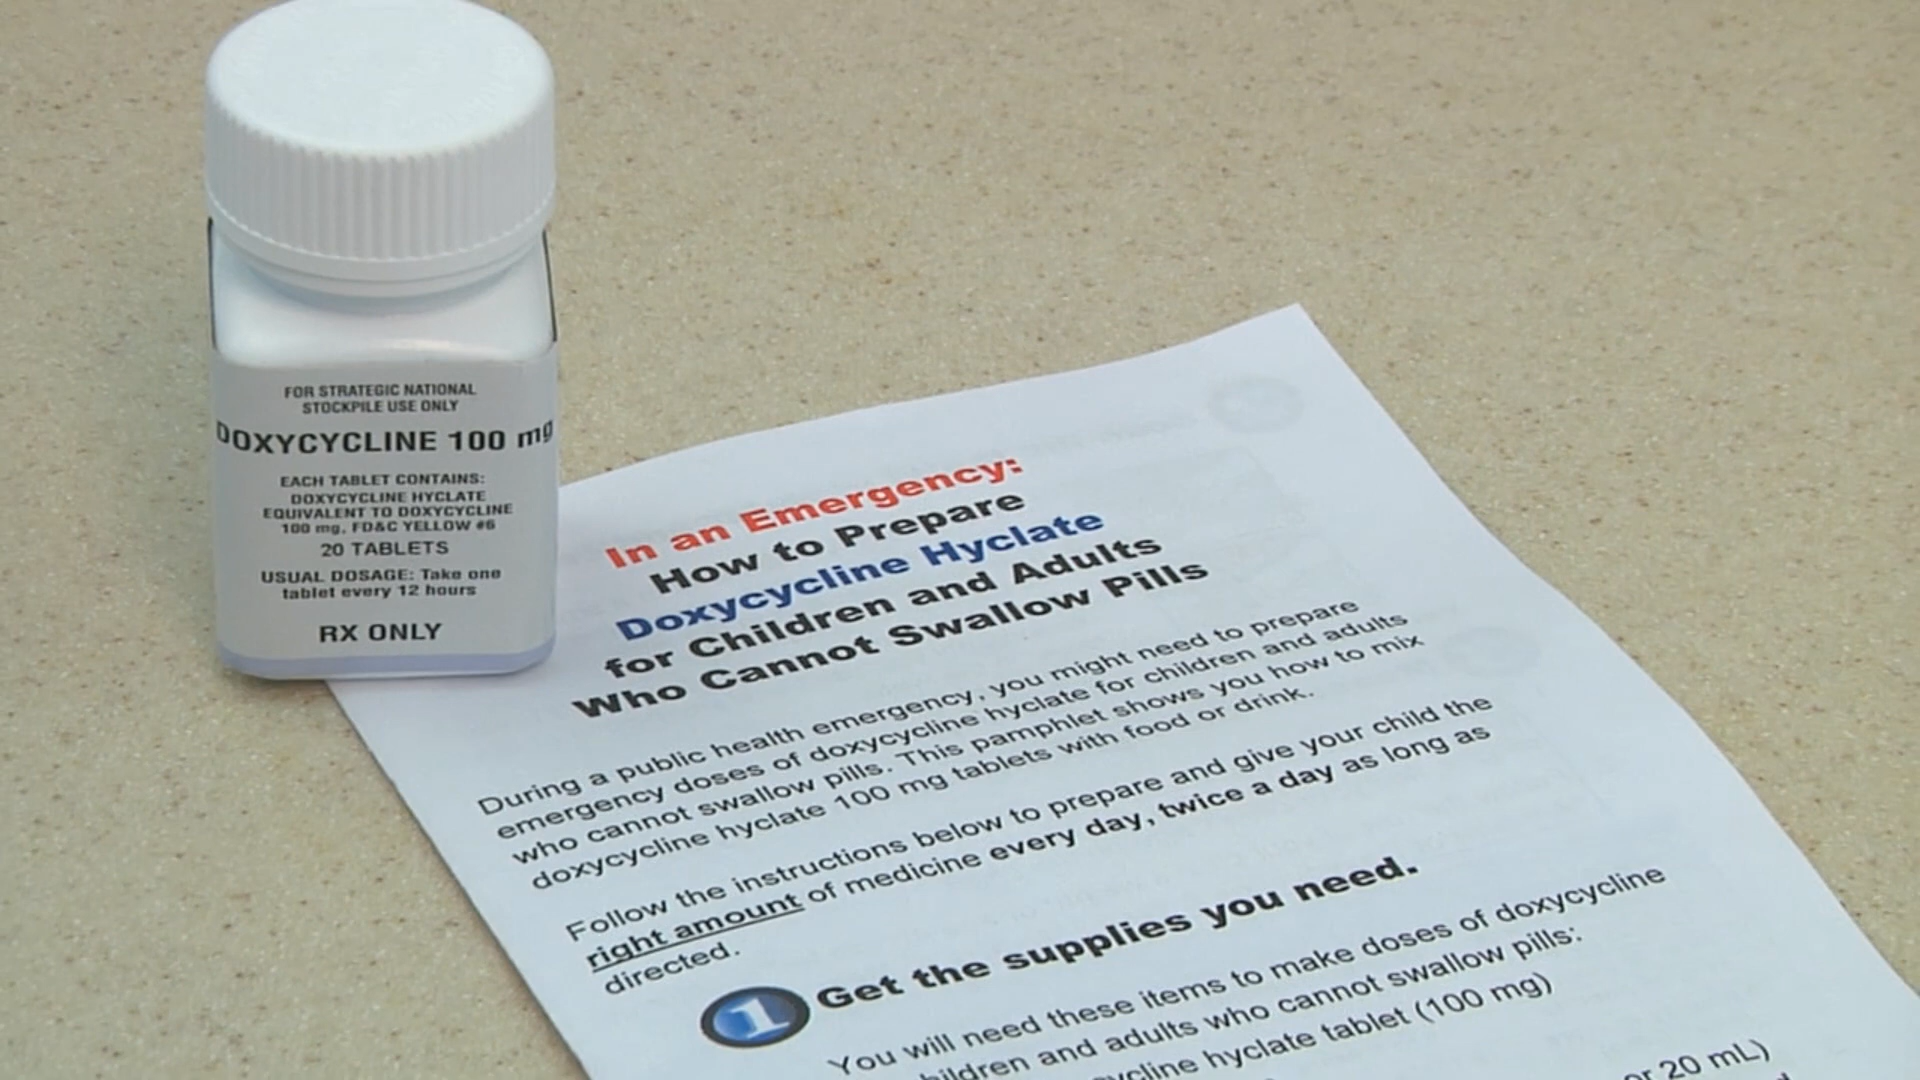 FOR STRATEGIC NATIONAL
STOCKPILE USE ONLY
DOXYCYCLINE 100 mg
EACH TABLET CONTAINS:
DOXYCYCLINE HYCLATE
EQUIVALENT TO DOXYCYCLINE
100 mg, FD&C YELLOW #6
20 TABLETS
USUAL DOSAGE: Take one
tablet every 12 hours
RX ONLY
In an Emergency:
How to Prepare
Doxycycline Hyclate
for Children and Adults
Who Cannot Swallow Pills
During a public health emergency, you might need to prepare
emergency doses of doxycycline hyclate for children and adults
who cannot swallow pills. This pamphlet shows you how to mix
doxycycline hyclate 100 mg tablets with food or drink.
Follow the instructions below to prepare and give your child the
right amount of medicine every day, twice a day as long as
directed.
1 Get the supplies you need.
You will need these items to make doses of doxycycline
children and adults who cannot swallow pills:
hyclate tablet (100 mg)
or 20 mL)